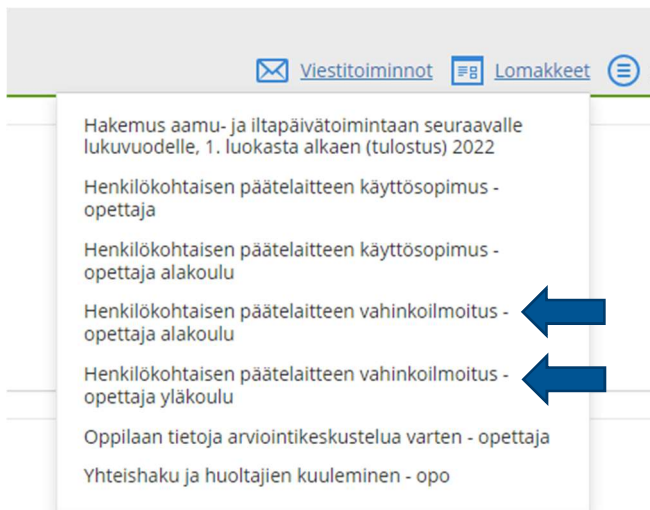 Viestitoiminnot Lomakkeet
Hakemus aamu- ja iltapäivätoimintaan seuraavalle
lukuvuodelle, 1. luokasta alkaen (tulostus) 2022
Henkilökohtaisen päätelaitteen käyttösopimus -
opettaja
Henkilökohtaisen päätelaitteen käyttösopimus -
opettaja alakoulu
Henkilökohtaisen päätelaitteen vahinkoilmoitus -
opettaja alakoulu
Henkilökohtaisen päätelaitteen vahinkoilmoitus -
opettaja yläkoulu
Oppilaan tietoja arviointikeskustelua varten - opettaja
Yhteishaku ja huoltajien kuuleminen - opo